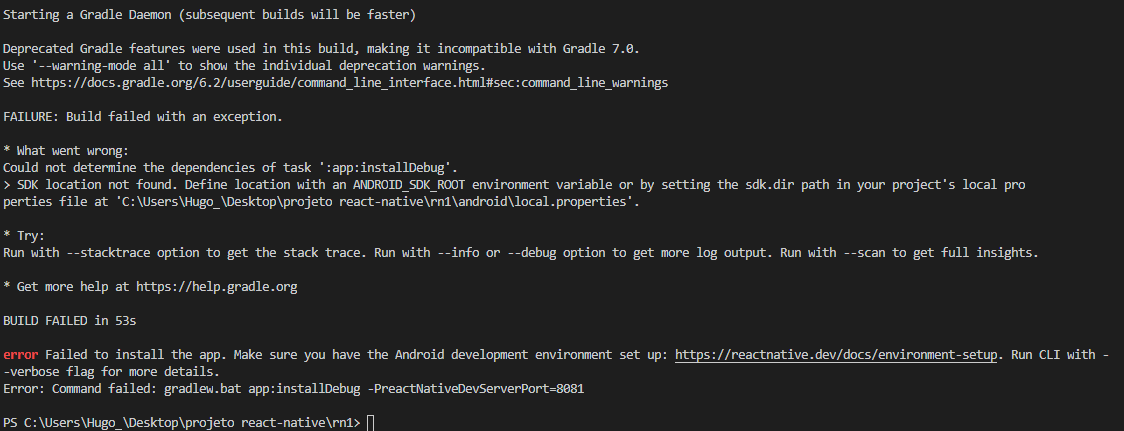 Starting a Gradle Daemon (subsequent builds will be faster)
Deprecated Gradle features were used in this build, making it incompatible with Gradle 7.0.
Use '--warning-mode all' to show the individual deprecation warnings.
See https://docs.gradle.org/6.2/userguide/command_line_interface.html#sec:command_line_warnings
FAILURE: Build failed with an exception.
* What went wrong:
Could not determine the dependencies of task ':app:installDebug'.
> SDK location not found. Define location with an ANDROID_SDK_ROOT environment variable or by setting the sdk.dir path in your project's local pro
perties file at 'C:\Users\Hugo_\Desktop\projeto react-native\rn1\android\local.properties'.
* Try:
Run with --stacktrace option to get the stack trace. Run with --info or --debug option to get more log output. Run with --scan to get full insights.
* Get more help at https://help.gradle.org
BUILD FAILED in 53s
error Failed to install the app. Make sure you have the Android development environment set up: https://reactnative.dev/docs/environment-setup. Run CLI with -
-verbose flag for more details.
Error: Command failed: gradlew.bat app:installDebug -PreactNativeDevServerPort=8081
PS C:\Users\Hugo_\Desktop\projeto react-native\rn1>